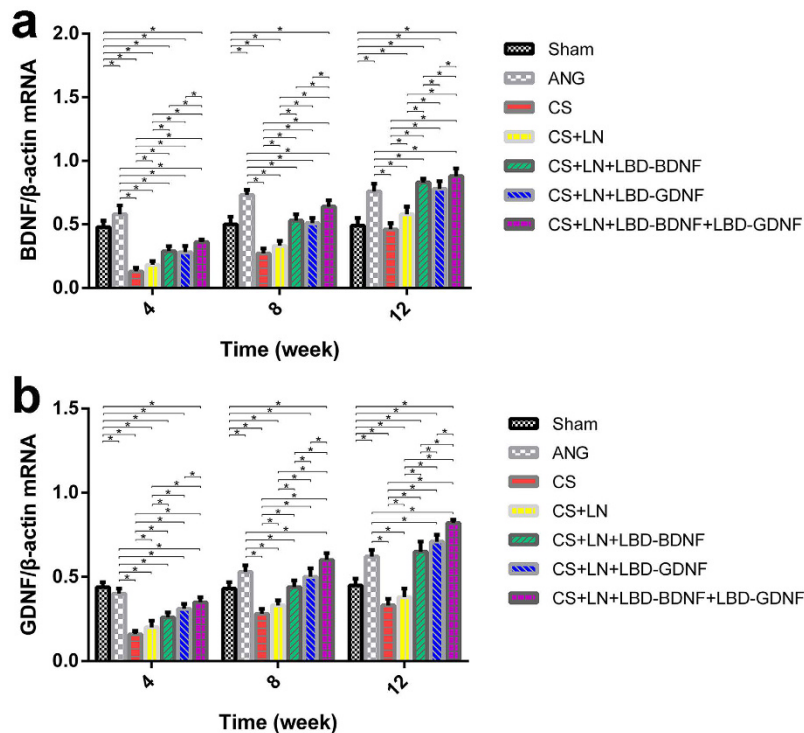 a
BDNF/β-actin mRNA
2.0
1.5
1.0
0.5
0.0
4
8
12
Time (week)
Sham
ANG
CS
CS+LN
CS+LN+LBD-BDNF
CS+LN+LBD-GDNF
CS+LN+LBD-BDNF+LBD-GDNF
b
GDNF/β-actin mRNA
1.5
1.0
0.5
0.0
4
8
12
Time (week)
Sham
ANG
CS
CS+LN
CS+LN+LBD-BDNF
CS+LN+LBD-GDNF
CS+LN+LBD-BDNF+LBD-GDNF